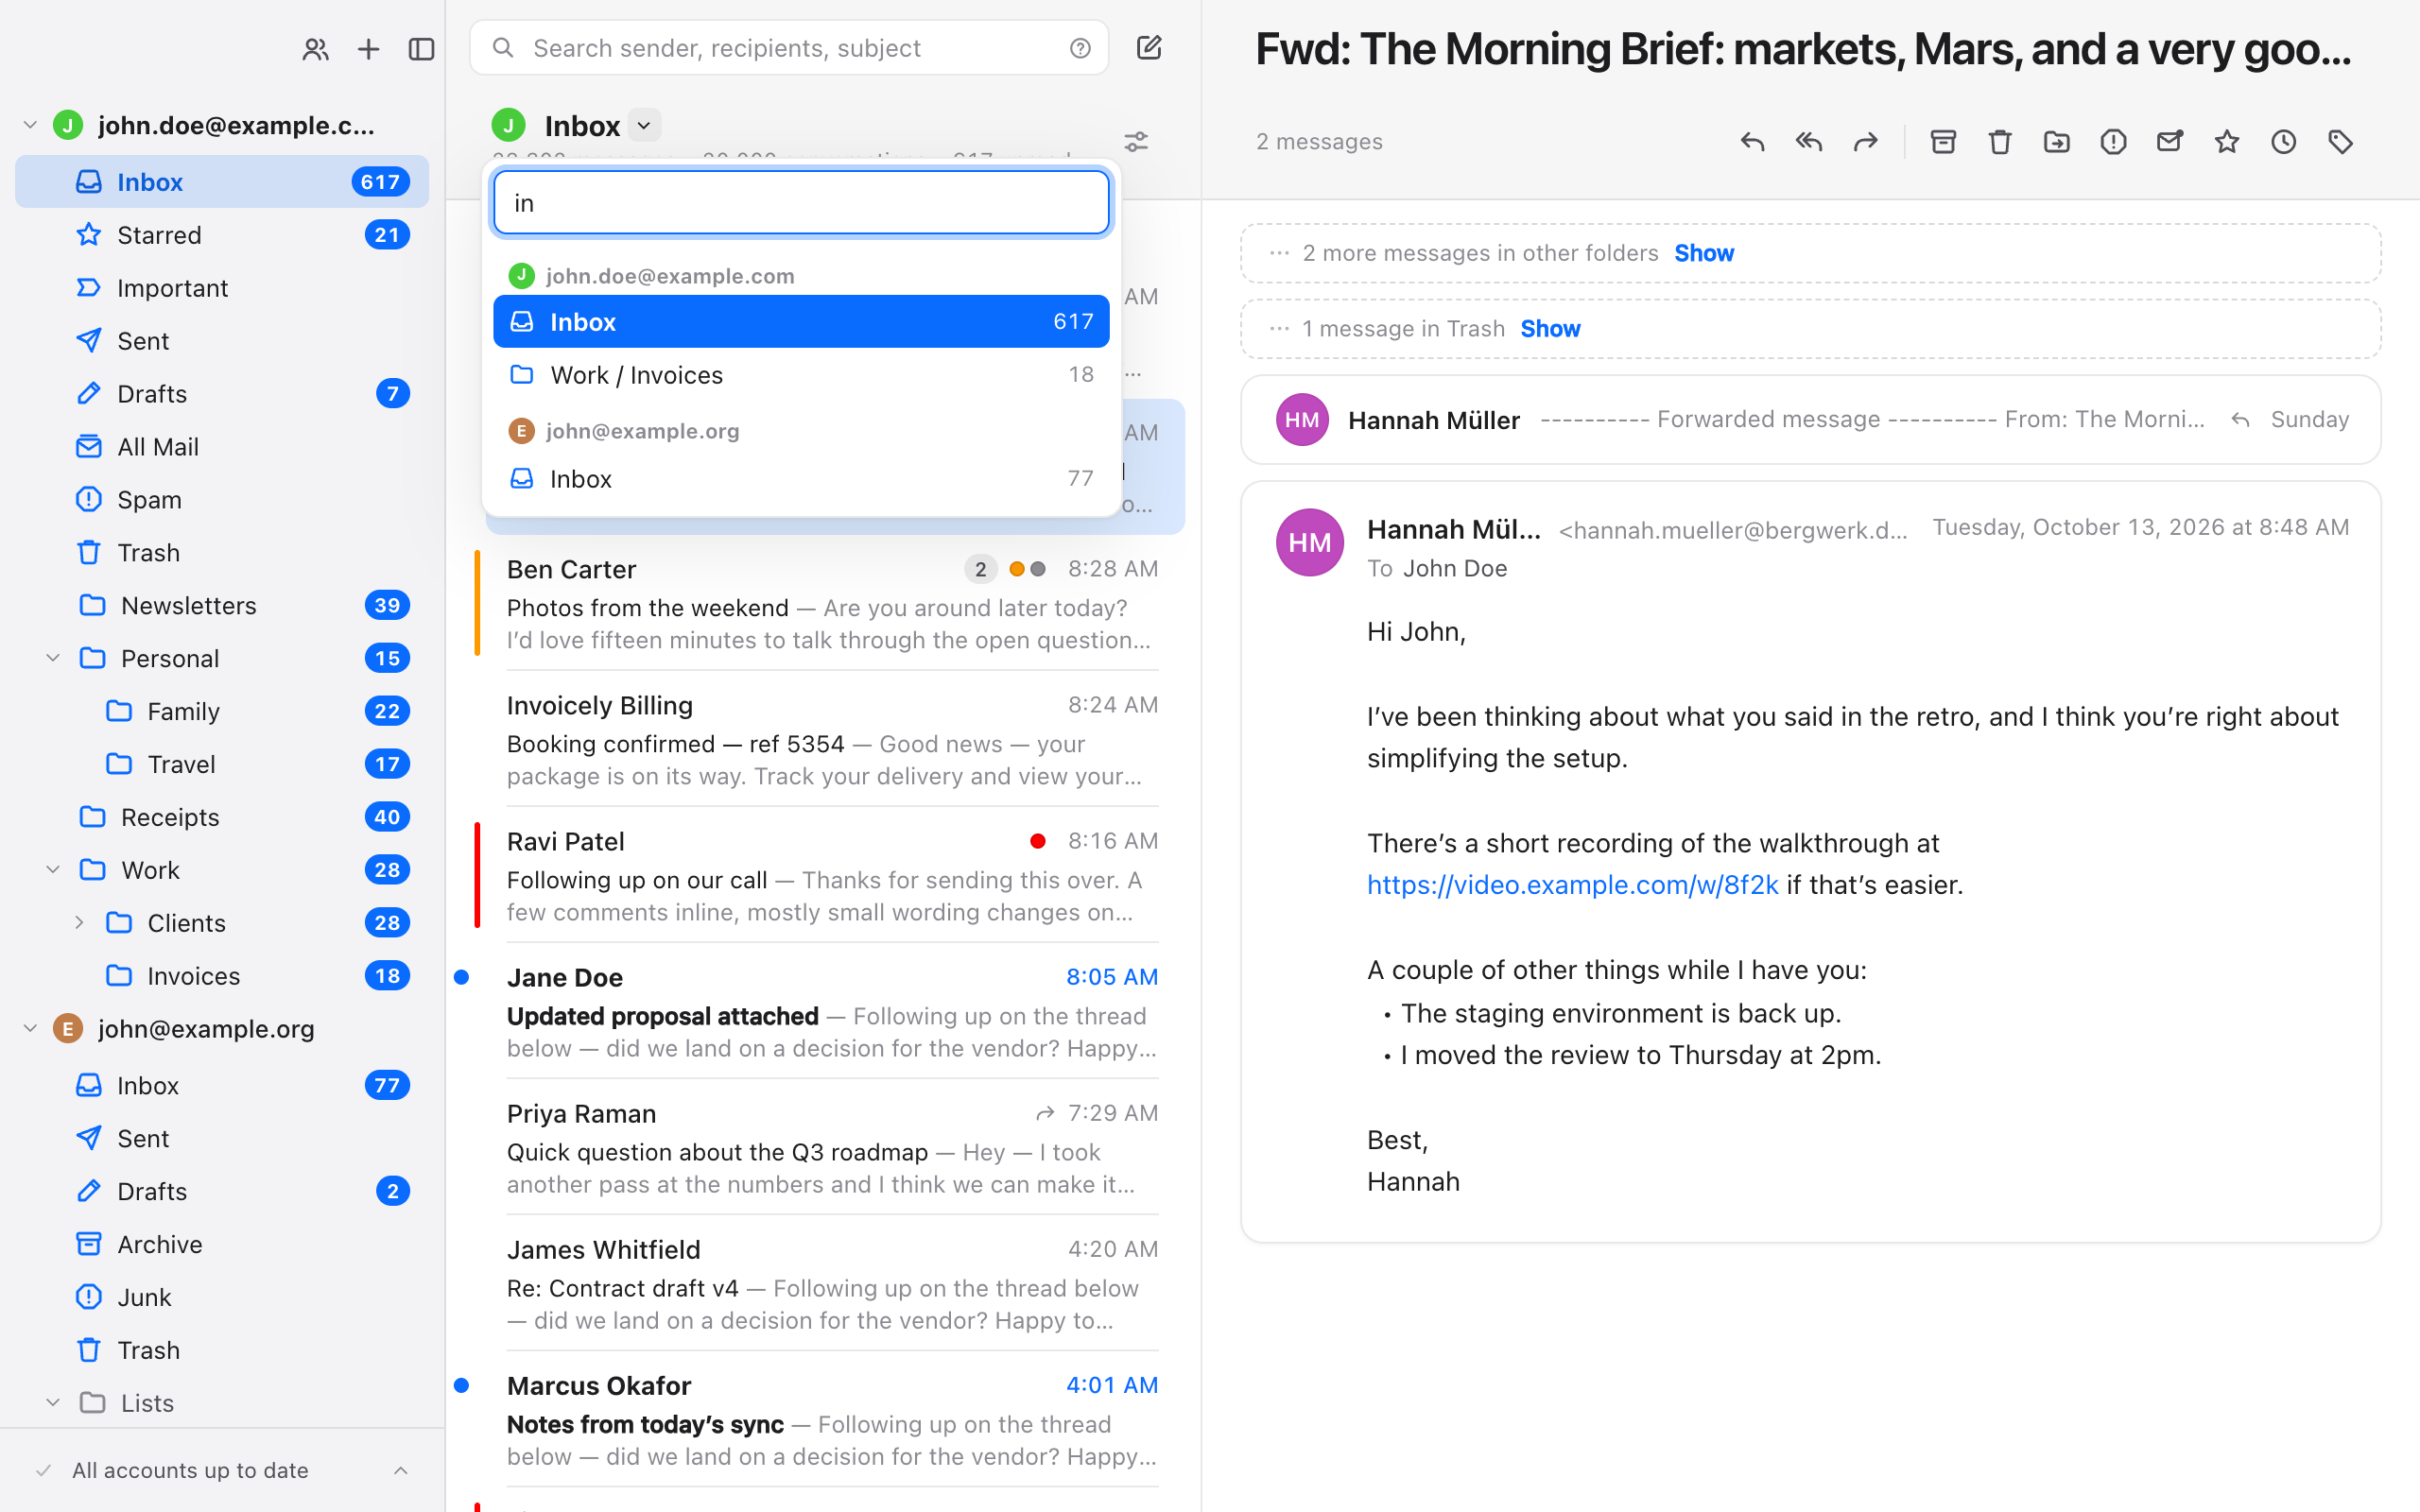 john.doe@example.c...
Inbox 617
Starred 21
Important
Sent
Drafts 7
All Mail
Spam
Trash
Newsletters 39
Personal 15
Family 22
Travel 17
Receipts 40
Work 28
Clients 28
Invoices 18
E john@example.org
Inbox 77
Sent
Drafts 2
Archive
Junk
Trash
Lists
All accounts up to date
Search sender, recipients, subject
J Inbox
in
J john.doe@example.com
Inbox 617
Work / Invoices 18
E john@example.org
Inbox 77
AM
...
AM
o...
Ben Carter 2 8:28 AM
Photos from the weekend — Are you around later today?
I’d love fifteen minutes to talk through the open question...
Invoicely Billing 8:24 AM
Booking confirmed — ref 5354 — Good news — your
package is on its way. Track your delivery and view your...
Ravi Patel 8:16 AM
Following up on our call — Thanks for sending this over. A
few comments inline, mostly small wording changes on...
Jane Doe 8:05 AM
Updated proposal attached — Following up on the thread
below — did we land on a decision for the vendor? Happy...
Priya Raman 7:29 AM
Quick question about the Q3 roadmap — Hey — I took
another pass at the numbers and I think we can make it...
James Whitfield 4:20 AM
Re: Contract draft v4 — Following up on the thread below
— did we land on a decision for the vendor? Happy to...
Marcus Okafor 4:01 AM
Notes from today’s sync — Following up on the thread
below — did we land on a decision for the vendor? Happy...
Fwd: The Morning Brief: markets, Mars, and a very goo...
2 messages
··· 2 more messages in other folders Show
··· 1 message in Trash Show
HM Hannah Müller ---------- Forwarded message ---------- From: The Morni... Sunday
HM Hannah Mül... <hannah.mueller@bergwerk.d... Tuesday, October 13, 2026 at 8:48 AM
To John Doe
Hi John,
I’ve been thinking about what you said in the retro, and I think you’re right about
simplifying the setup.
There’s a short recording of the walkthrough at
https://video.example.com/w/8f2k if that’s easier.
A couple of other things while I have you:
• The staging environment is back up.
• I moved the review to Thursday at 2pm.
Best,
Hannah